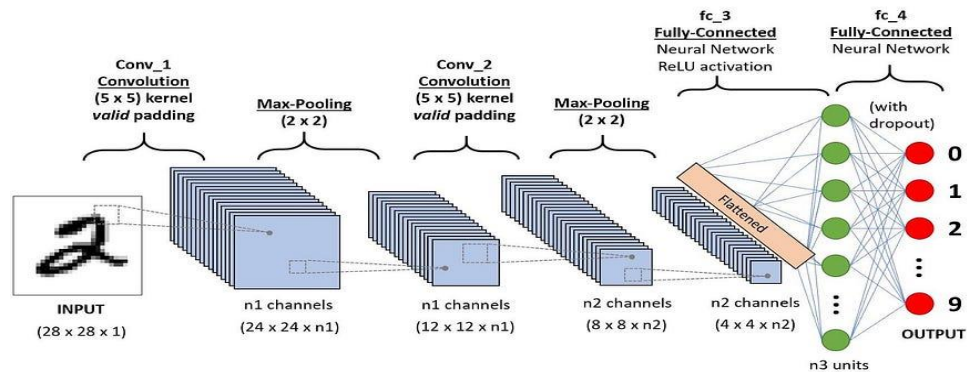 Conv_1
Convolution
(5 x 5) kernel
valid padding
Max-Pooling
(2 x 2)
Conv_2
Convolution
(5 x 5) kernel
valid padding
Max-Pooling
(2 x 2)
fc_3
Fully-Connected
Neural Network
ReLU activation
fc_4
Fully-Connected
Neural Network
(with
dropout)
2
INPUT
(28 x 28 x 1)
n1 channels
(24 x 24 x n1)
n1 channels
(12 x 12 x n1)
n2 channels
(8 x 8 x n2)
n2 channels
(4 x 4 x n2)
Flattened
n3 units
0
1
2
9
OUTPUT